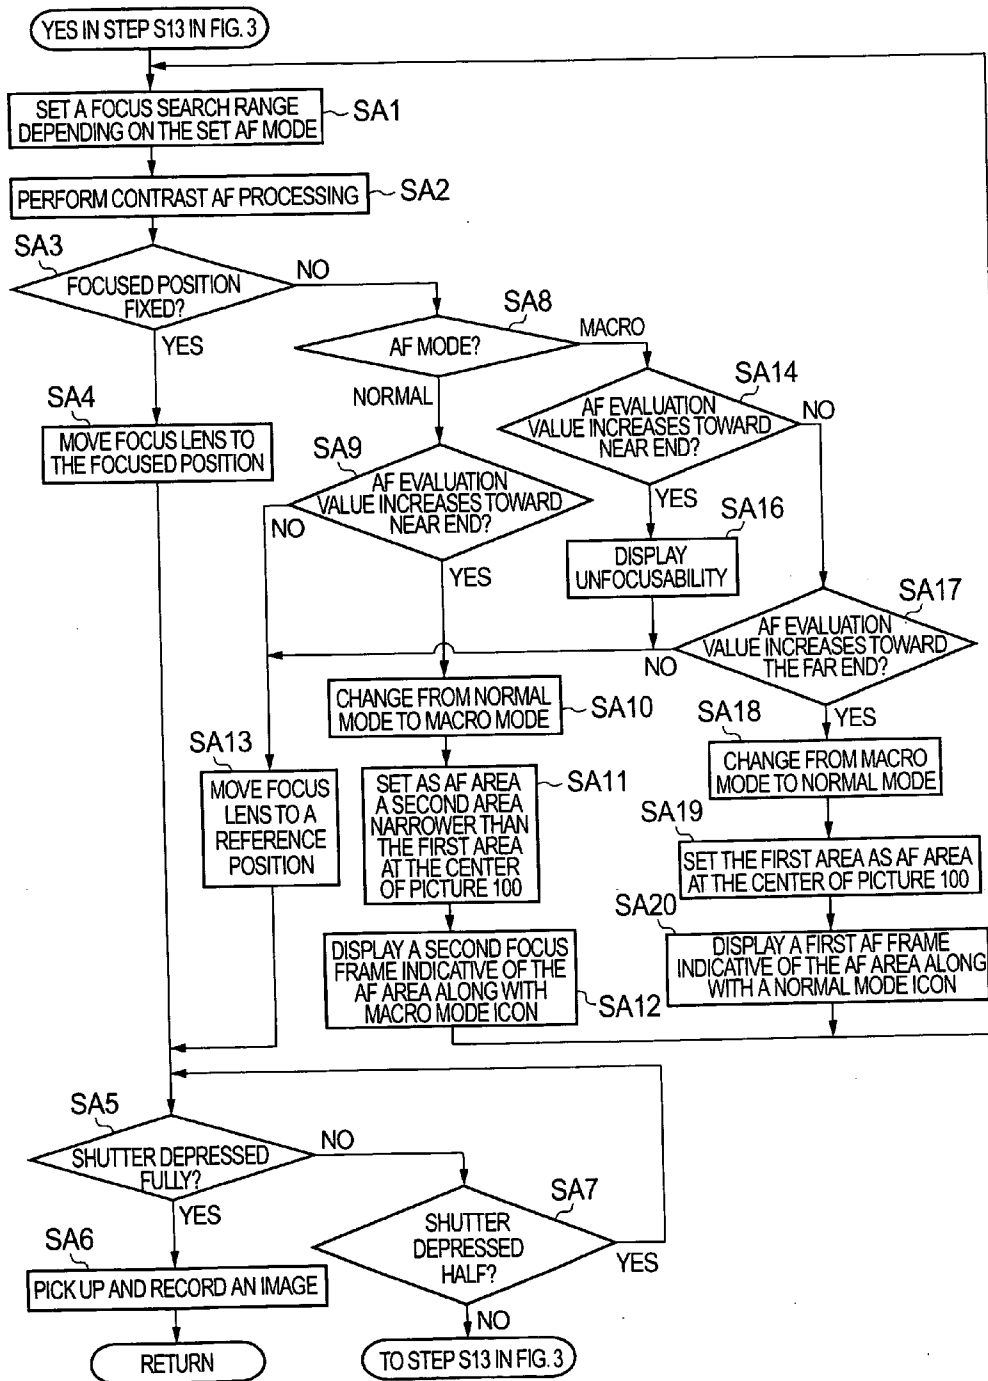 YES IN STEP S13 IN FIG. 3
SET A FOCUS SEARCH RANGE
DEPENDING ON THE SET AF MODE
SA1
PERFORM CONTRAST AF PROCESSING
SA2
SA3
FOCUSED POSITION
FIXED?
NO
YES
SA8
AF MODE?
MACRO
NORMAL
SA4
MOVE FOCUS LENS TO
THE FOCUSED POSITION
SA14
AF EVALUATION
VALUE INCREASES TOWARD
NEAR END?
NO
YES
SA9
AF EVALUATION
VALUE INCREASES TOWARD
NEAR END?
NO
YES
SA16
DISPLAY
UNFOCUSABILITY
SA17
AF EVALUATION
VALUE INCREASES TOWARD
THE FAR END?
NO
YES
CHANGE FROM NORMAL
MODE TO MACRO MODE
SA10
SA18
CHANGE FROM MACRO
MODE TO NORMAL MODE
SA13
MOVE FOCUS
LENS TO A
REFERENCE
POSITION
SET AS AF AREA
A SECOND AREA
NARROWER THAN
THE FIRST AREA
AT THE CENTER
OF PICTURE 100
SA11
SA19
SET THE FIRST AREA AS AF AREA
AT THE CENTER OF PICTURE 100
SA20
DISPLAY A FIRST AF FRAME
INDICATIVE OF THE AF AREA ALONG
WITH A NORMAL MODE ICON
DISPLAY A SECOND FOCUS
FRAME INDICATIVE OF THE
AF AREA ALONG WITH
MACRO MODE ICON
SA12
SA5
SHUTTER DEPRESSED
FULLY?
NO
YES
SA7
SHUTTER
DEPRESSED
HALF?
YES
NO
SA6
PICK UP AND RECORD AN IMAGE
RETURN
TO STEP S13 IN FIG. 3